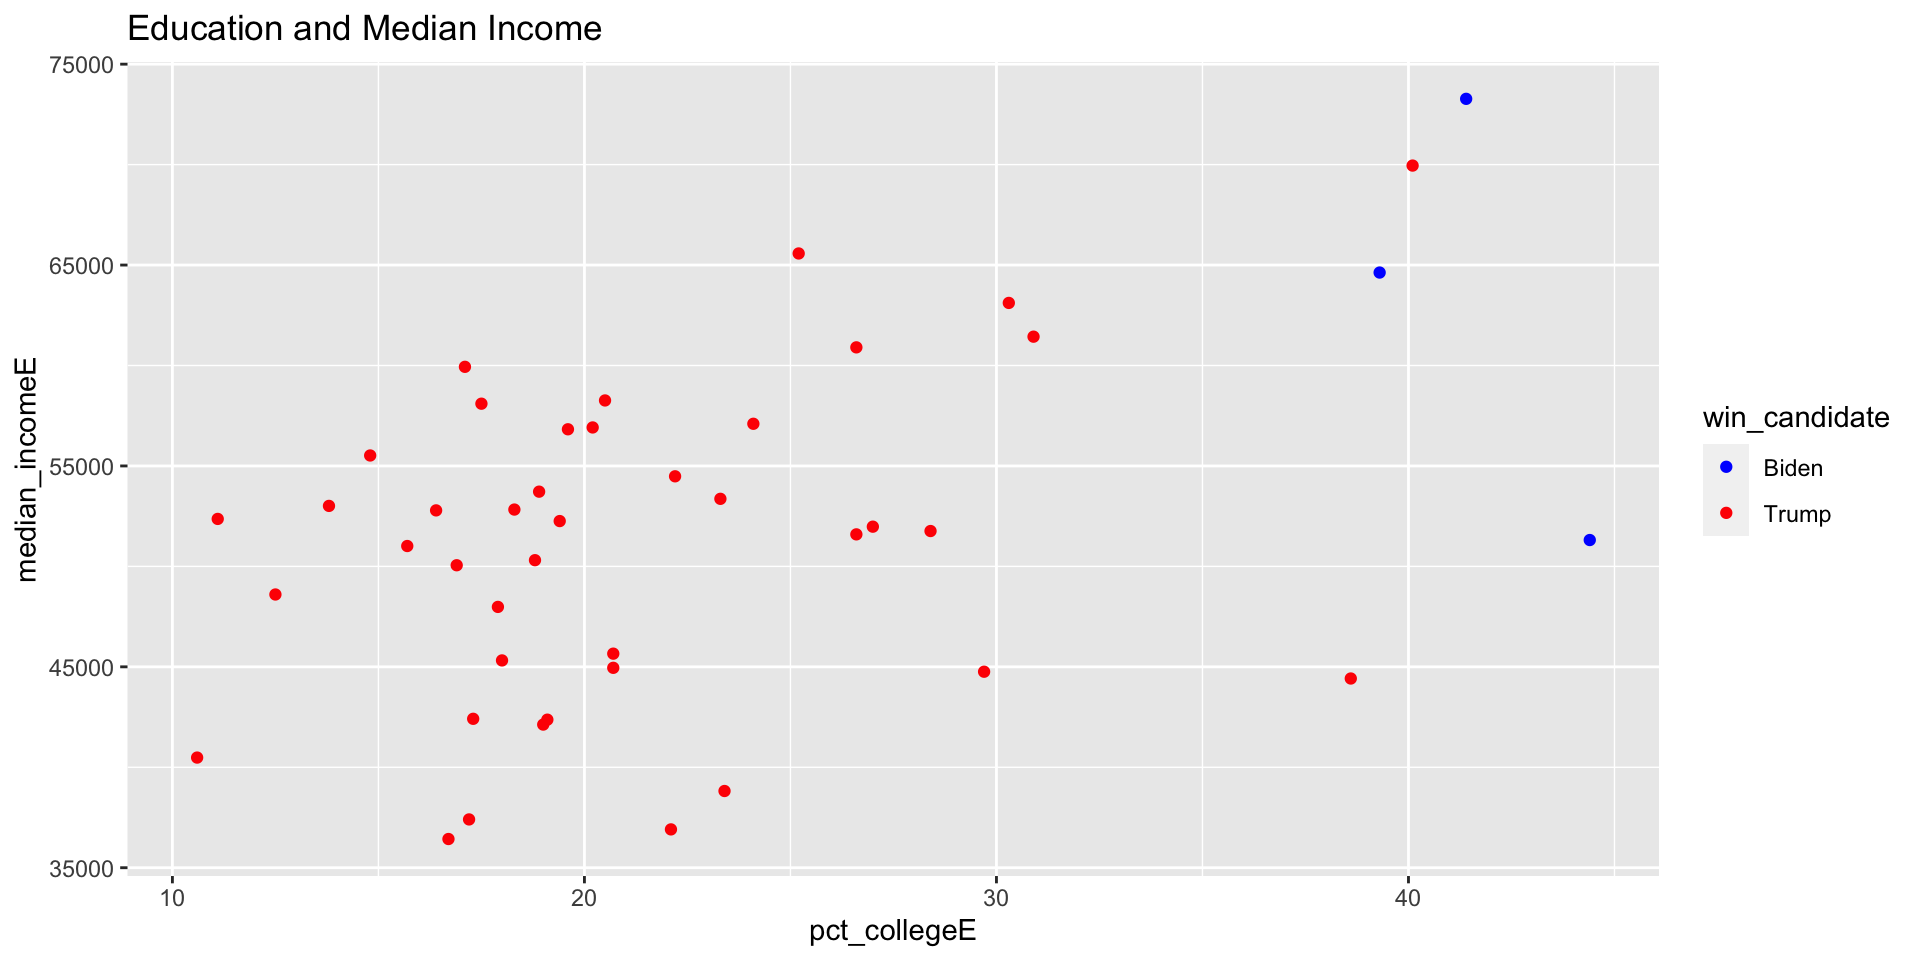 Education and Median Income
75000
65000
55000
45000
35000
median_incomeE
10 20 30 40
pct_collegeE
win_candidate
Biden
Trump